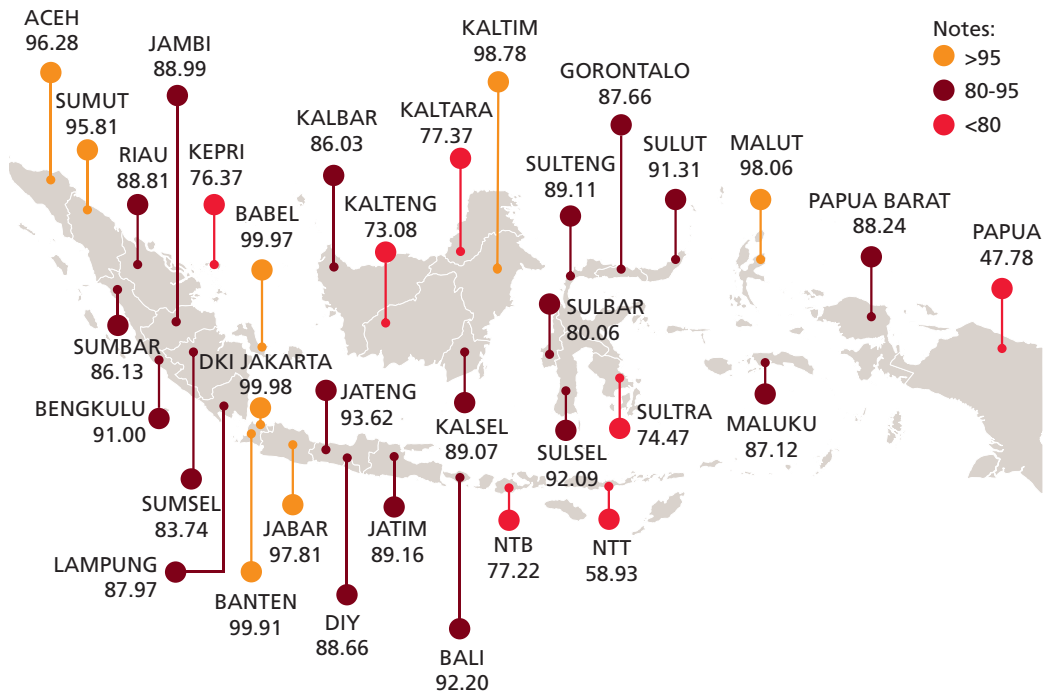 ACEH
96.28
SUMUT
95.81
RIAU
88.81
JAMBI
88.99
KEPRI
76.37
BABEL
99.97
KALBAR
86.03
KALTENG
73.08
KALTARA
77.37
KALTIM
98.78
GORONTALO
87.66
SULTENG
89.11
SULUT
91.31
MALUT
98.06
PAPUA BARAT
88.24
PAPUA
47.78
Notes:
>95
80-95
<80
SUMBAR
86.13
BENGKULU
91.00
SUMSEL
83.74
LAMPUNG
87.97
DKI JAKARTA
99.98
BANTEN
99.91
JABAR
97.81
JATENG
93.62
DIY
88.66
JATIM
89.16
KALSEL
89.07
BALI
92.20
SULBAR
80.06
SULSEL
92.09
SULTRA
74.47
NTB
77.22
NTT
58.93
MALUKU
87.12